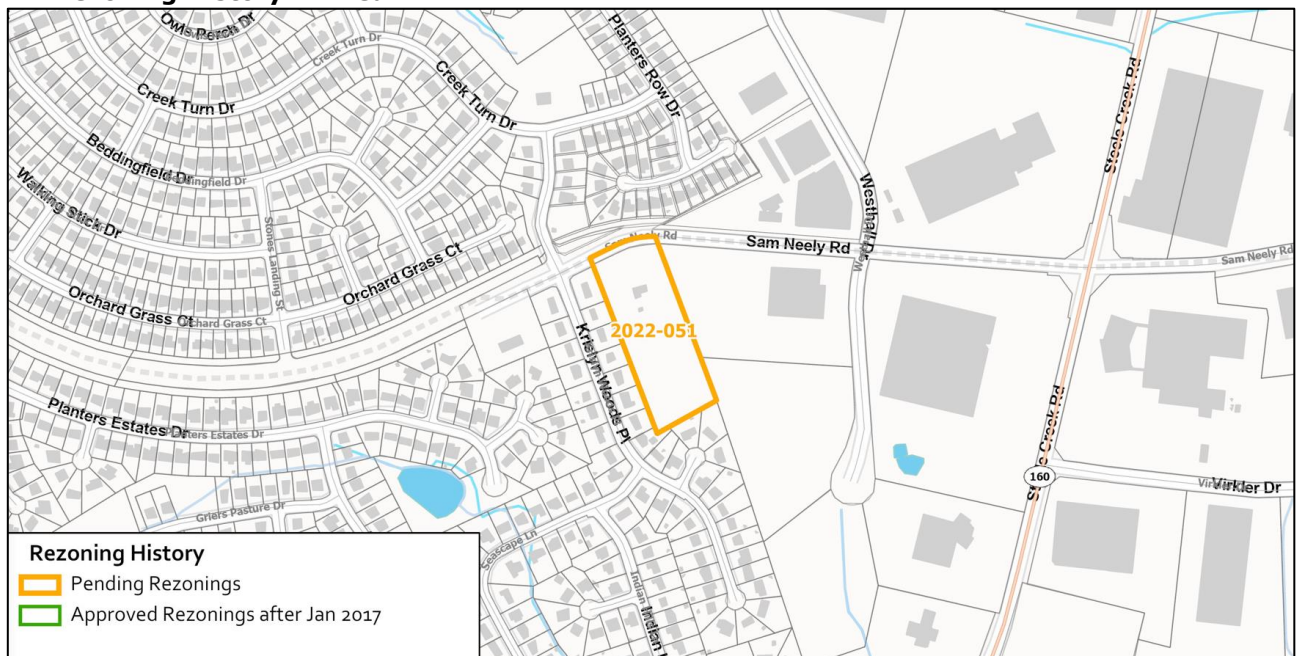 Owls Perch Dr
Creek Turn Dr
Creek Turn Dr
Creek Turn Dr
Planters Row Dr
Steele Creek Rd
Beddingfield Dr
Beddingfield Dr
Walking Stick Dr
Stones Landing St
Westhall Dr
Sam Neely Rd
Sam Neely Rd
Sam Neely Rd
Orchard Grass Ct
Orchard Grass Ct
Orchard Grass Ct
2022-051
Krislyn Woods Pl
Planters Estates Dr
Planters Estates Dr
Steele Creek Rd
160
Virkler Dr
Griers Pasture Dr
Seascape Ln
Indian
Indian
Rezoning History
Pending Rezonings
Approved Rezonings after Jan 2017